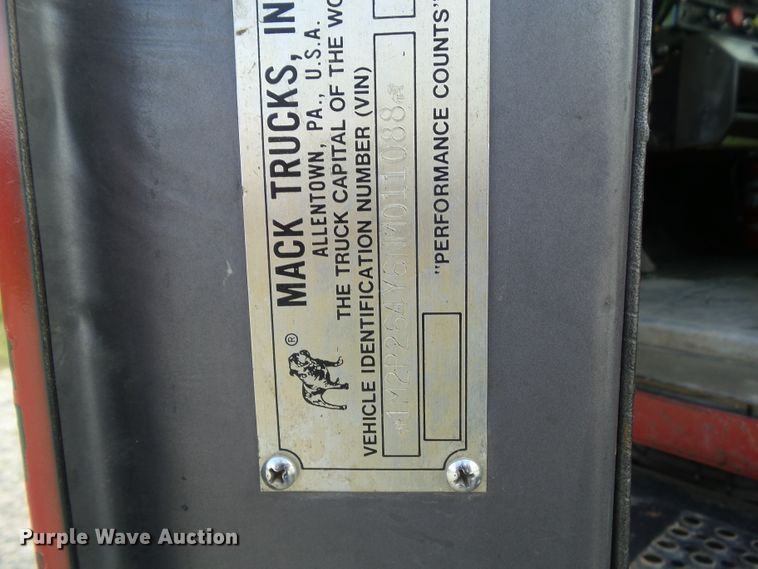 MACK TRUCKS, IN
ALLENTOWN, PA., U.S.A.
THE TRUCK CAPITAL OF THE WO
VEHICLE IDENTIFICATION NUMBER (VIN)
"PERFORMANCE COUNTS"
®
Purple Wave Auction